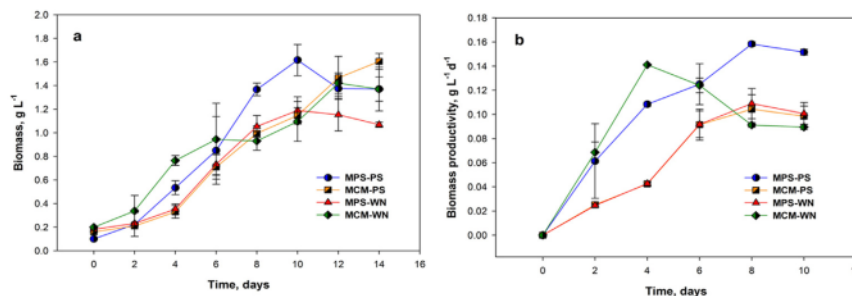 a
Biomass, g L-1
1.8
1.6
1.4
1.2
1.0
0.8
0.6
0.4
0.2
0.0
MPS-PS
MCM-PS
MPS-WN
MCM-WN
0 2 4 6 8 10 12 14 16
Time, days
b
Biomass productivity, g L-1 d-1
0.18
0.16
0.14
0.12
0.10
0.08
0.06
0.04
0.02
0.00
MPS-PS
MCM-PS
MPS-WN
MCM-WN
0 2 4 6 8 10
Time, days